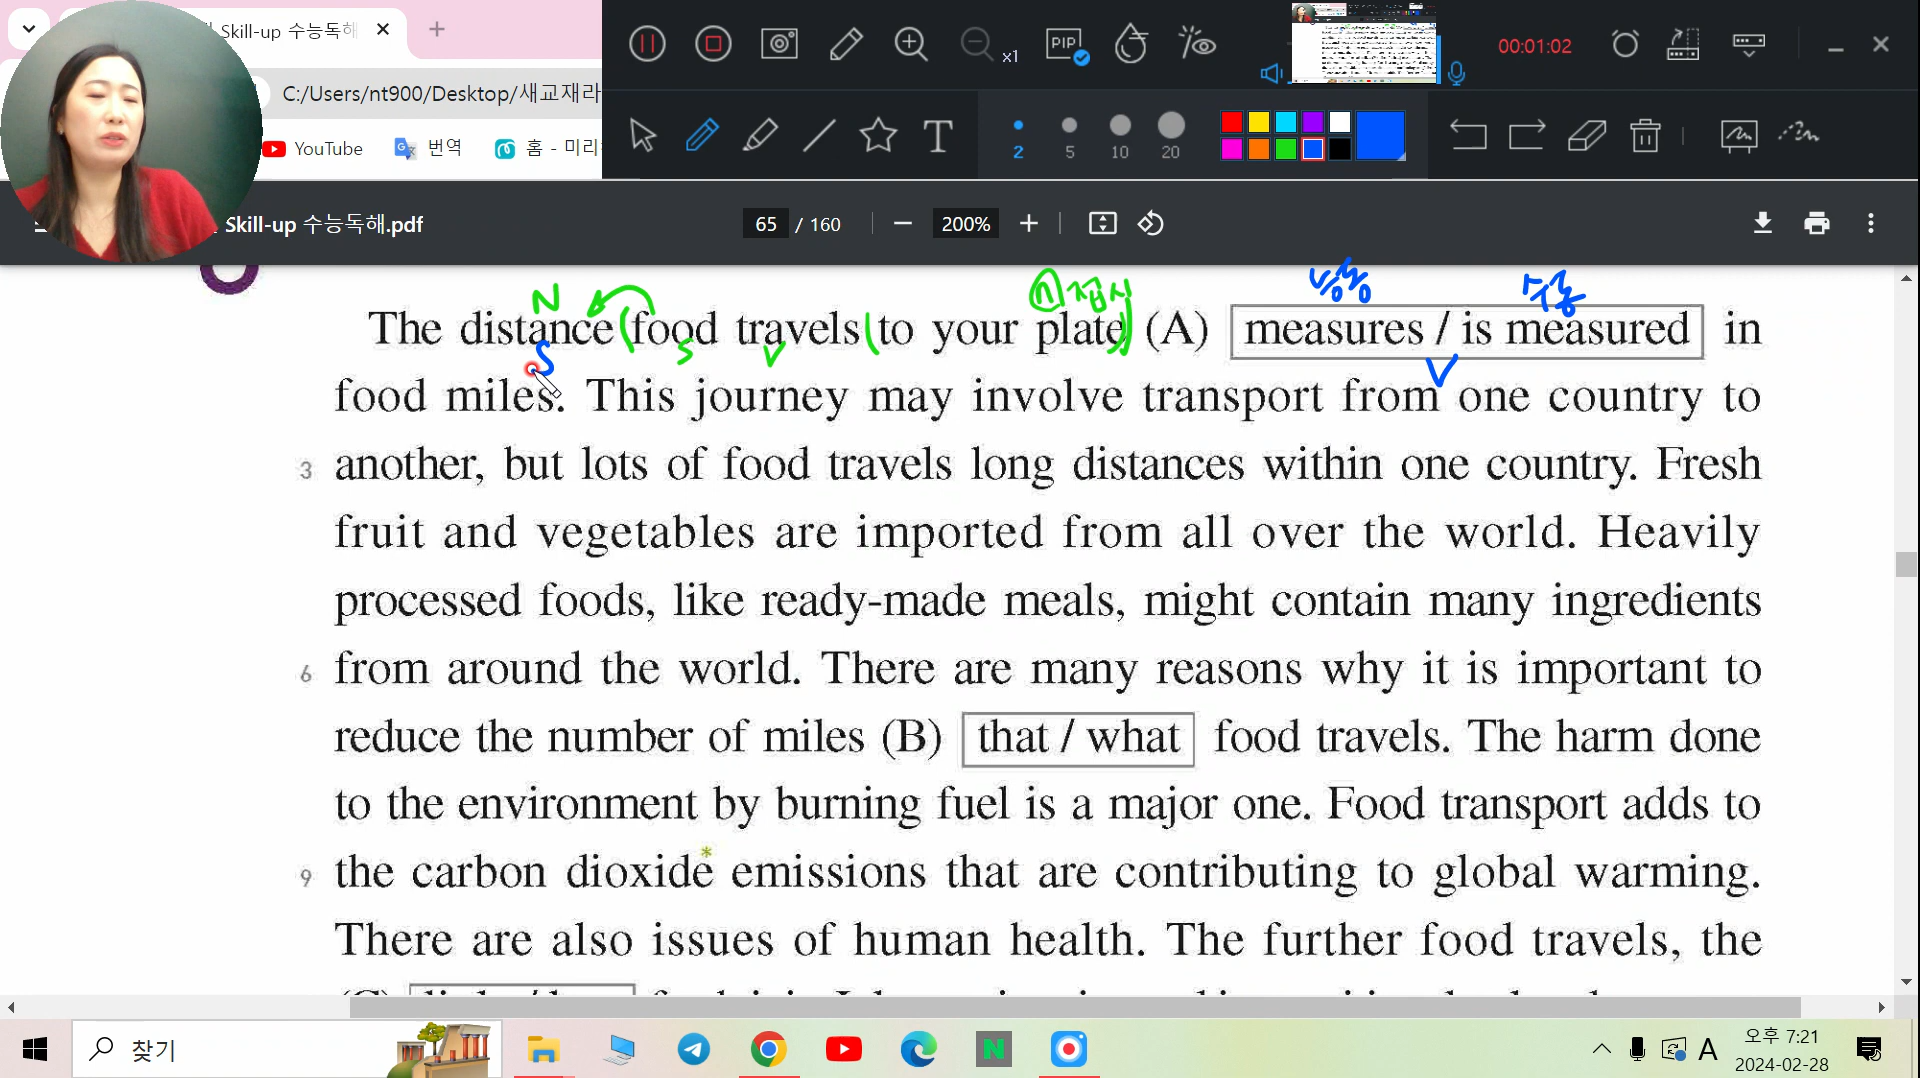 Skill-up 수능독해
C:/Users/nt900/Desktop/새교재라
YouTube
번역
홈 - 미리
x1
PIP
00:01:02
T
2
5
10
20
Skill-up 수능독해.pdf
65 / 160
200%
N
n 접시
능동
수동
The distance (food travels (to your plate) (A) measures / is measured in
S
V
S
V
food miles. This journey may involve transport from one country to
3 another, but lots of food travels long distances within one country. Fresh
fruit and vegetables are imported from all over the world. Heavily
processed foods, like ready-made meals, might contain many ingredients
6 from around the world. There are many reasons why it is important to
reduce the number of miles (B) that / what food travels. The harm done
to the environment by burning fuel is a major one. Food transport adds to
9 the carbon dioxide* emissions that are contributing to global warming.
There are also issues of human health. The further food travels, the
찾기
N
A
오후 7:21
2024-02-28